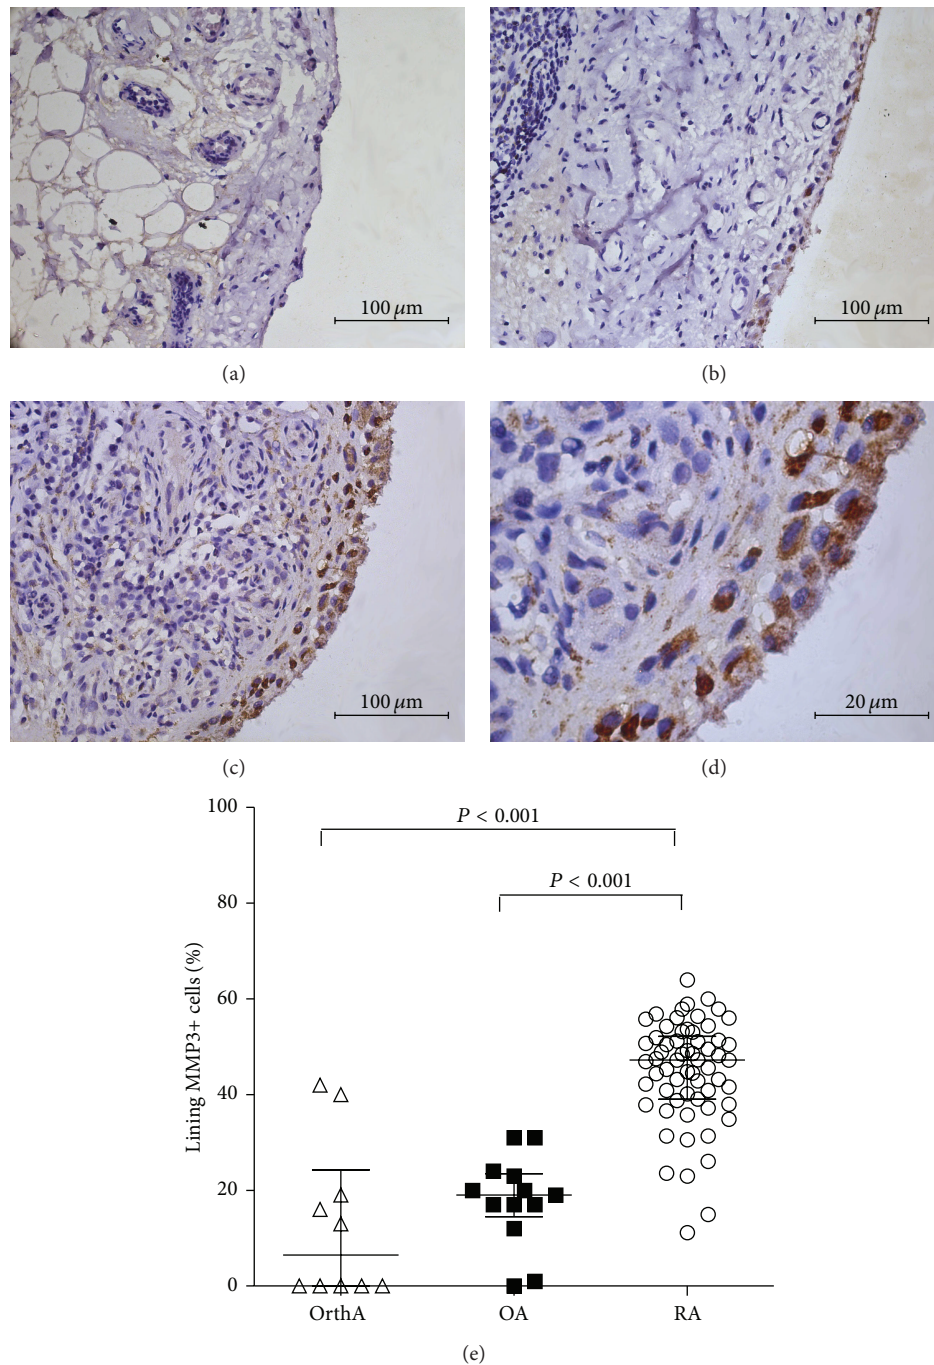 100 μm
100 μm
(a)
(b)
100 μm
20 μm
(c)
(d)
100
80
60
40
20
0
Lining MMP3+ cells (%)
P < 0.001
P < 0.001
OrthA
OA
RA
(e)